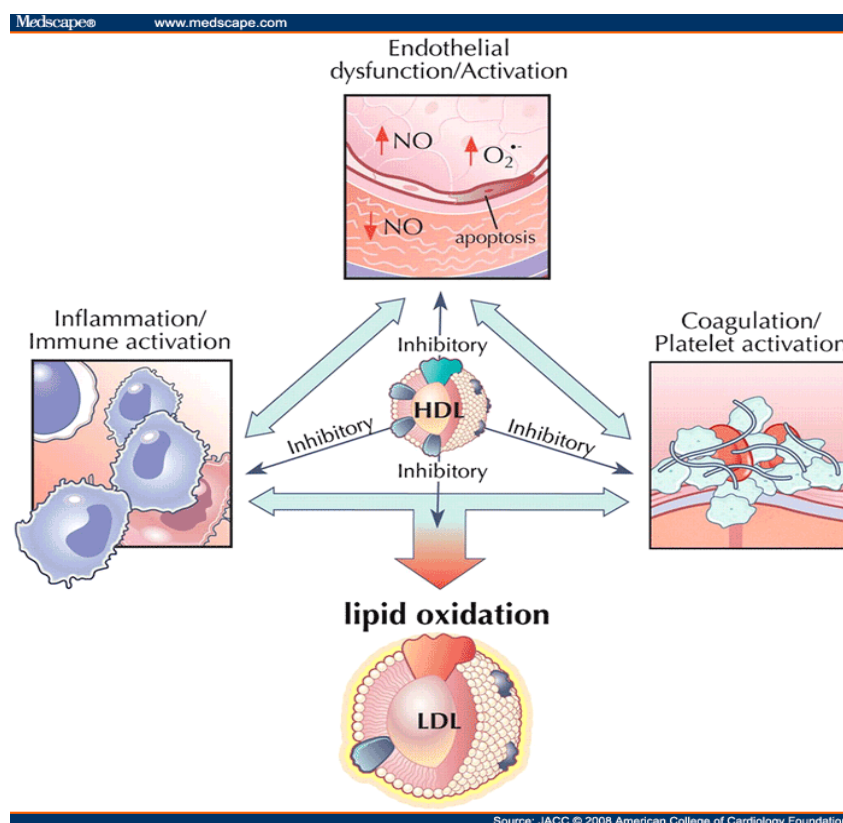 Medscape® www.medscape.com
Endothelial
dysfunction/Activation
↑NO ↑O₂•-
↓NO
apoptosis
Inflammation/
Immune activation
Coagulation/
Platelet activation
Inhibitory
HDL
Inhibitory
Inhibitory
Inhibitory
lipid oxidation
LDL
Source: JACC © 2008 American College of Cardiology Foundation